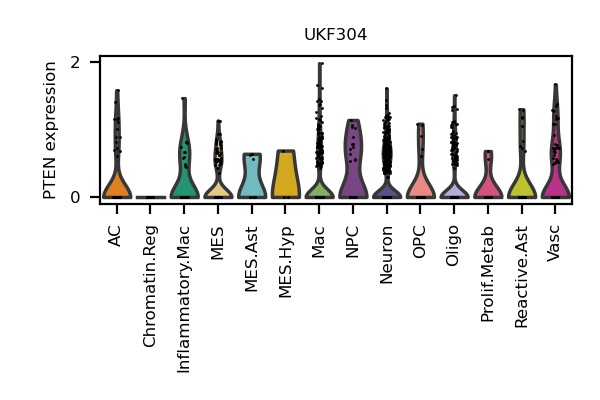 UKF304
PTEN expression
2
0
AC
Chromatin.Reg
Inflammatory.Mac
MES
MES.Ast
MES.Hyp
Mac
NPC
Neuron
OPC
Oligo
Prolif.Metab
Reactive.Ast
Vasc